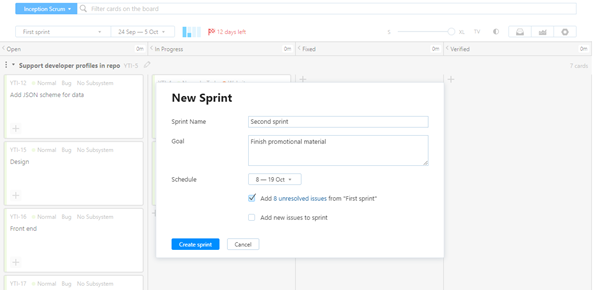 Inception Scrum
Filter cards on the board
First sprint
24 Sep — 5 Oct
12 days left
S
XL
TV
Open
In Progress
Fixed
Verified
Support developer profiles in repo YTI-5
7 cards
YTI-12 Normal Bug No Subsystem
Add JSON scheme for data
YTI-15 Normal Bug No Subsystem
Design
YTI-16 Normal Bug No Subsystem
Front end
YTI-17 Normal Bug No Subsystem
New Sprint
Sprint Name
Second sprint
Goal
Finish promotional material
Schedule
8 — 19 Oct
Add 8 unresolved issues from "First sprint"
Add new issues to sprint
Create sprint
Cancel